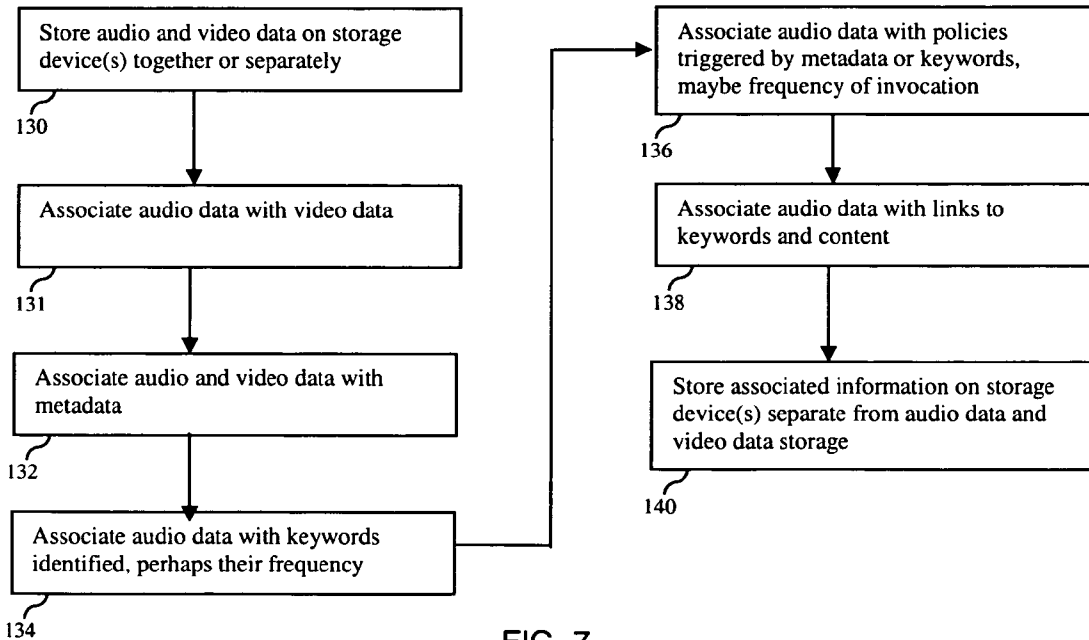 Store audio and video data on storage
device(s) together or separately
130
Associate audio data with video data
131
Associate audio and video data with
metadata
132
Associate audio data with keywords
identified, perhaps their frequency
134
Associate audio data with policies
triggered by metadata or keywords,
maybe frequency of invocation
136
Associate audio data with links to
keywords and content
138
Store associated information on storage
device(s) separate from audio data and
video data storage
140
FIG. 7